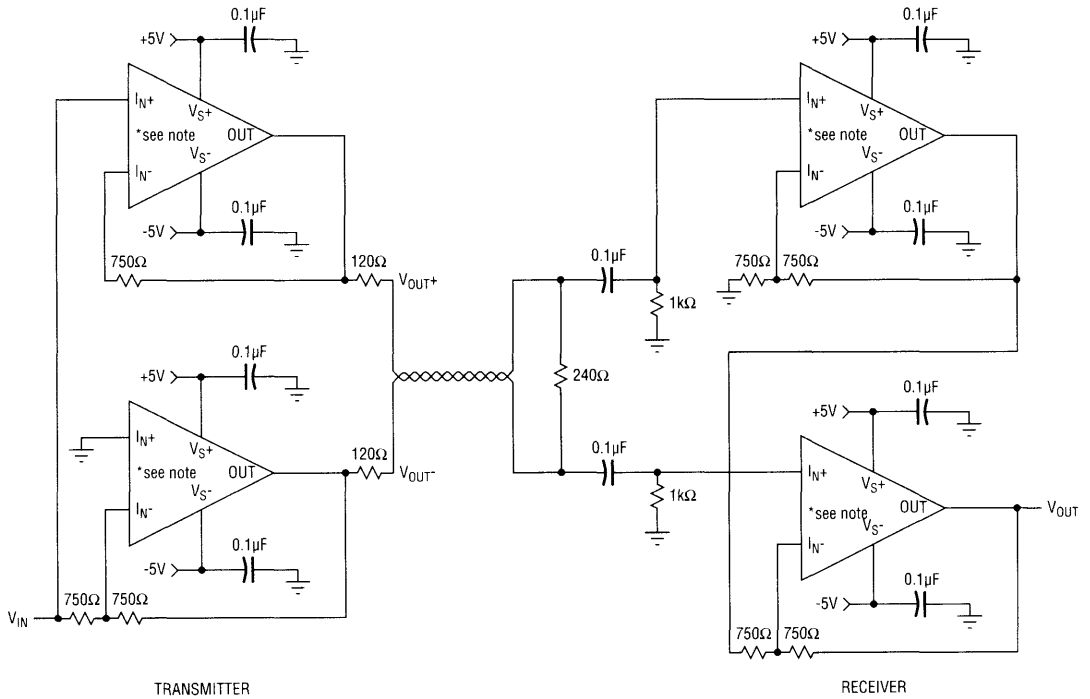 0.1µF
+5V
IN+
VS+
*see note
OUT
VS-
IN-
0.1µF
-5V
750Ω
120Ω
VOUT+
0.1µF
+5V
IN+
VS+
*see note
OUT
VS-
IN-
120Ω
VOUT-
0.1µF
-5V
750Ω
750Ω
VIN
TRANSMITTER
0.1µF
1kΩ
240Ω
0.1µF
1kΩ
0.1µF
+5V
IN+
VS+
*see note
OUT
VS-
IN-
0.1µF
-5V
750Ω
750Ω
0.1µF
+5V
IN+
VS+
*see note
OUT
VS-
IN-
VOUT
0.1µF
-5V
750Ω
750Ω
RECEIVER